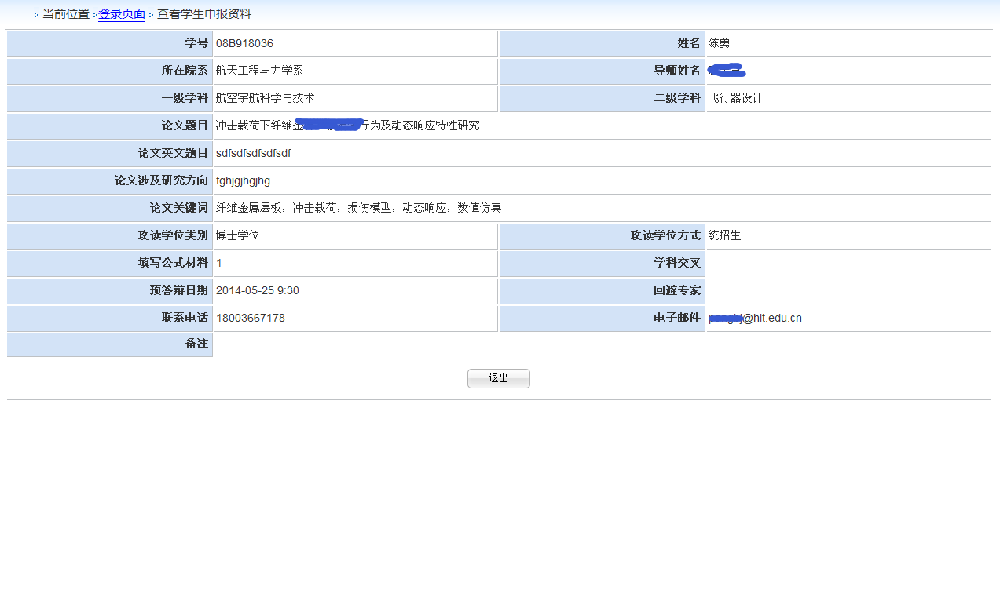 当前位置 登录页面 查看学生申报资料
学号 08B918036 姓名 陈勇
所在院系 航天工程与力学系 导师姓名
一级学科 航空宇航科学与技术 二级学科 飞行器设计
论文题目 冲击载荷下纤维金 行为及动态响应特性研究
论文英文题目 sdfsdfsdfsdfsdf
论文涉及研究方向 fghjgjhgjhg
论文关键词 纤维金属层板，冲击载荷，损伤模型，动态响应，数值仿真
攻读学位类别 博士学位 攻读学位方式 统招生
填写公式材料 1 学科交叉
预答辩日期 2014-05-25 9:30 回避专家
联系电话 18003667178 电子邮件 @hit.edu.cn
备注
退出